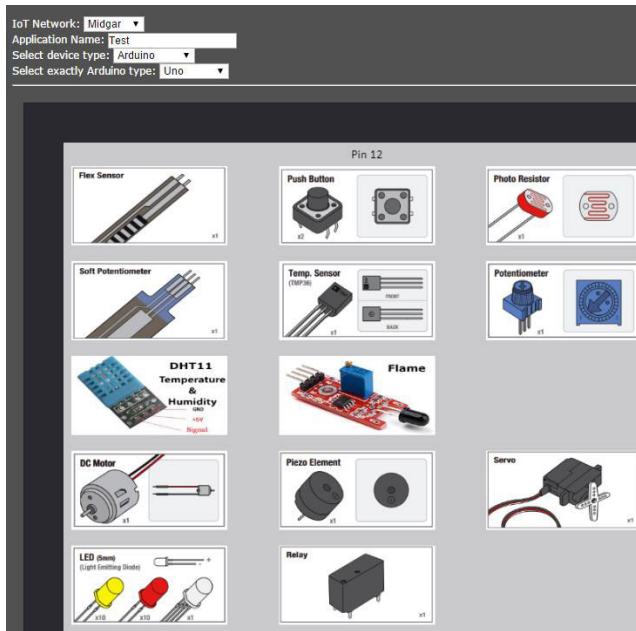 IoT Network: Midgar
Application Name: Test
Select device type: Arduino
Select exactly Arduino type: Uno
Pin 12
Flex Sensor
x1
Push Button
x2
Photo Resistor
x1
Soft Potentiometer
x1
Temp. Sensor
(TMP36)
FRONT
BACK
x1
Potentiometer
x1
DHT11
Temperature
&
Humidity
GND
+5V
Signal
Flame
DC Motor
x1
Piezo Element
x1
Servo
x1
LED (5mm)
(Light Emitting Diode)
+
-
x10
x10
x1
Relay
x1